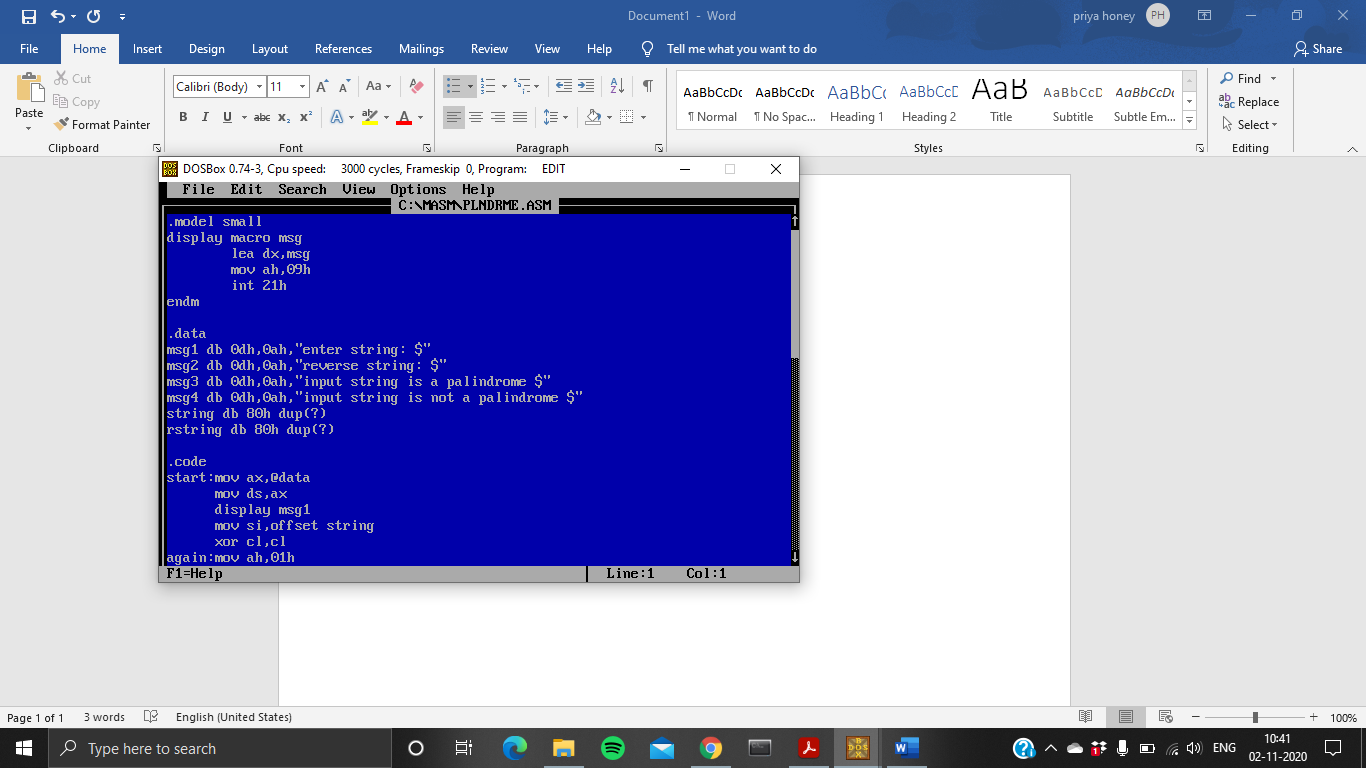 Document1 - Word
priya honey
PH
File Home Insert Design Layout References Mailings Review View Help Tell me what you want to do
Share
Paste
Cut
Copy
Format Painter
Clipboard
Calibri (Body) 11
Aa
B I U abc x₂ x²
A
Font
Paragraph
AaBbCcDc AaBbCcDc AaBbCc AaBbCcD AaB AaBbCcD AaBbCcDc
¶ Normal ¶ No Spac... Heading 1 Heading 2 Title Subtitle Subtle Em...
Styles
Find
Replace
Select
Editing
DOSBox 0.74-3, Cpu speed: 3000 cycles, Frameskip 0, Program: EDIT
File Edit Search View Options Help
C:\MASM\PLNDRME.ASM
.model small
display macro msg
        lea dx,msg
        mov ah,09h
        int 21h
endm
.data
msg1 db 0dh,0ah,"enter string: $"
msg2 db 0dh,0ah,"reverse string: $"
msg3 db 0dh,0ah,"input string is a palindrome $"
msg4 db 0dh,0ah,"input string is not a palindrome $"
string db 80h dup(?)
rstring db 80h dup(?)
.code
start:mov ax,@data
      mov ds,ax
      display msg1
      mov si,offset string
      xor cl,cl
again:mov ah,01h
F1=Help Line:1 Col:1
Page 1 of 1 3 words English (United States) 100%
Type here to search
ENG
10:41
02-11-2020